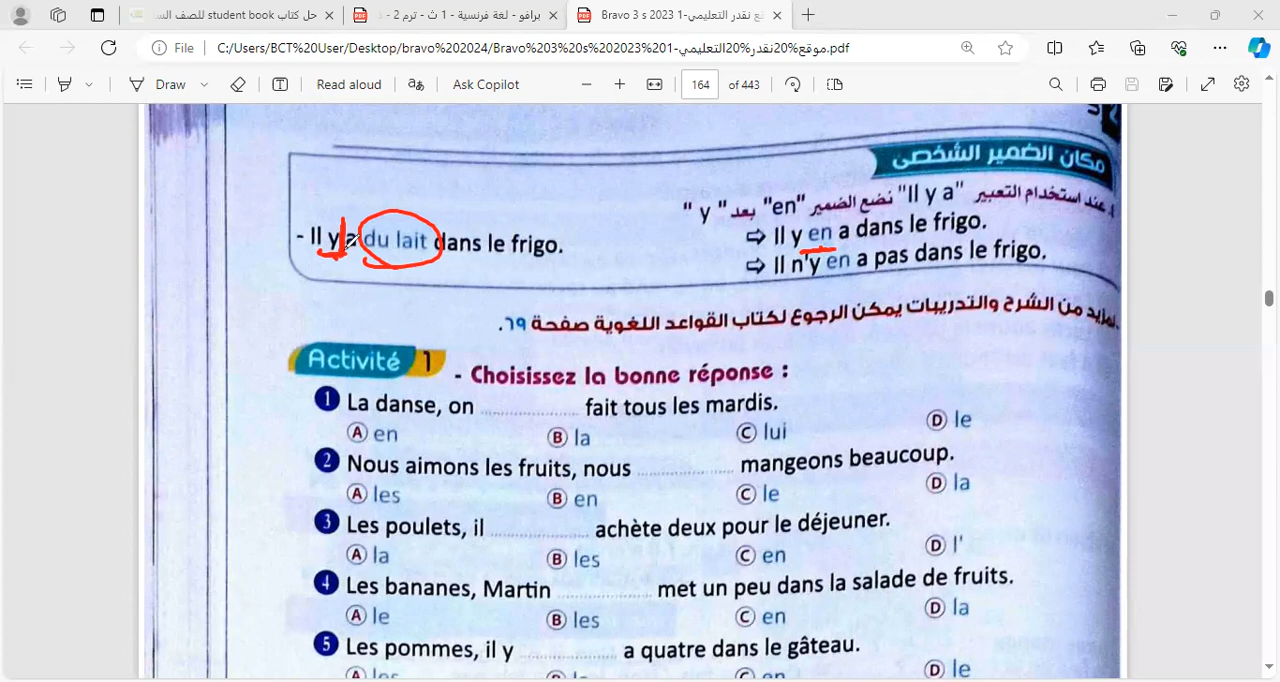 حل كتاب student book للصف الس
برافو - لغة فرنسية - 1 ث - ترم 2 - 3
Bravo 3 s 2023 1-موقع نقدر التعليمي
File
C:/Users/BCT%20User/Desktop/bravo%202024/Bravo%203%20s%202023%201-موقع%20نقدر%20التعليمي.pdf
Draw
Read aloud
Ask Copilot
164 of 443
مكان الضمير الشخصى
عند استخدام التعبير "Il y a" نضع الضمير "en" بعد "y"
- Il y a du lait dans le frigo.
⇨ Il y en a dans le frigo.
⇨ Il n'y en a pas dans le frigo.
لمزيد من الشرح والتدريبات يمكن الرجوع لكتاب القواعد اللغوية صفحة ٦٩.
Activité 1
- Choisissez la bonne réponse :
1 La danse, on .................. fait tous les mardis.
A en B la C lui D le
2 Nous aimons les fruits, nous .................. mangeons beaucoup.
A les B en C le D la
3 Les poulets, il .................. achète deux pour le déjeuner.
A la B les C en D l'
4 Les bananes, Martin .................. met un peu dans la salade de fruits.
A le B les C en D la
5 Les pommes, il y .................. a quatre dans le gâteau.
A les B la C en D le